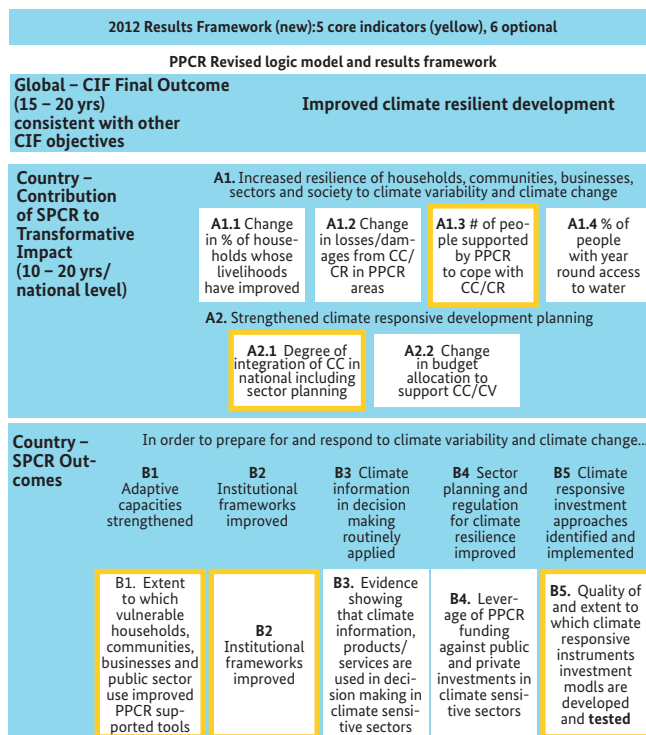 2012 Results Framework (new):5 core indicators (yellow), 6 optional
PPCR Revised logic model and results framework
Global – CIF Final Outcome
(15 – 20 yrs)
consistent with other
CIF objectives
Improved climate resilient development
Country –
Contribution
of SPCR to
Transformative
Impact
(10 – 20 yrs/
national level)
A1. Increased resilience of households, communities, businesses,
sectors and society to climate variability and climate change
A1.1 Change
in % of house-
holds whose
livelihoods
have improved
A1.2 Change
in losses/dam-
ages from CC/
CR in PPCR
areas
A1.3 # of peo-
ple supported
by PPCR
to cope with
CC/CR
A1.4 % of
people
with year
round access
to water
A2. Strengthened climate responsive development planning
A2.1 Degree of
integration of CC in
national including
sector planning
A2.2 Change
in budget
allocation to
support CC/CV
Country –
SPCR Out-
comes
In order to prepare for and respond to climate variability and climate change...
B1
Adaptive
capacities
strengthened
B2
Institutional
frameworks
improved
B3 Climate
information
in decision
making
routinely
applied
B4 Sector
planning and
regulation
for climate
resilience
improved
B5 Climate
responsive
investment
approaches
identified and
implemented
B1. Extent
to which
vulnerable
households,
communities,
businesses and
public sector
use improved
PPCR sup-
ported tools
B2
Institutional
frameworks
improved
B3. Evidence
showing
that climate
information,
products/
services are
used in deci-
sion making in
climate sensi-
tive sectors
B4. Lever-
age of PPCR
funding
against public
and private
investments in
climate sensi-
tive sectors
B5. Quality of
and extent to
which climate
responsive
instruments
investment
modls are
developed
and tested